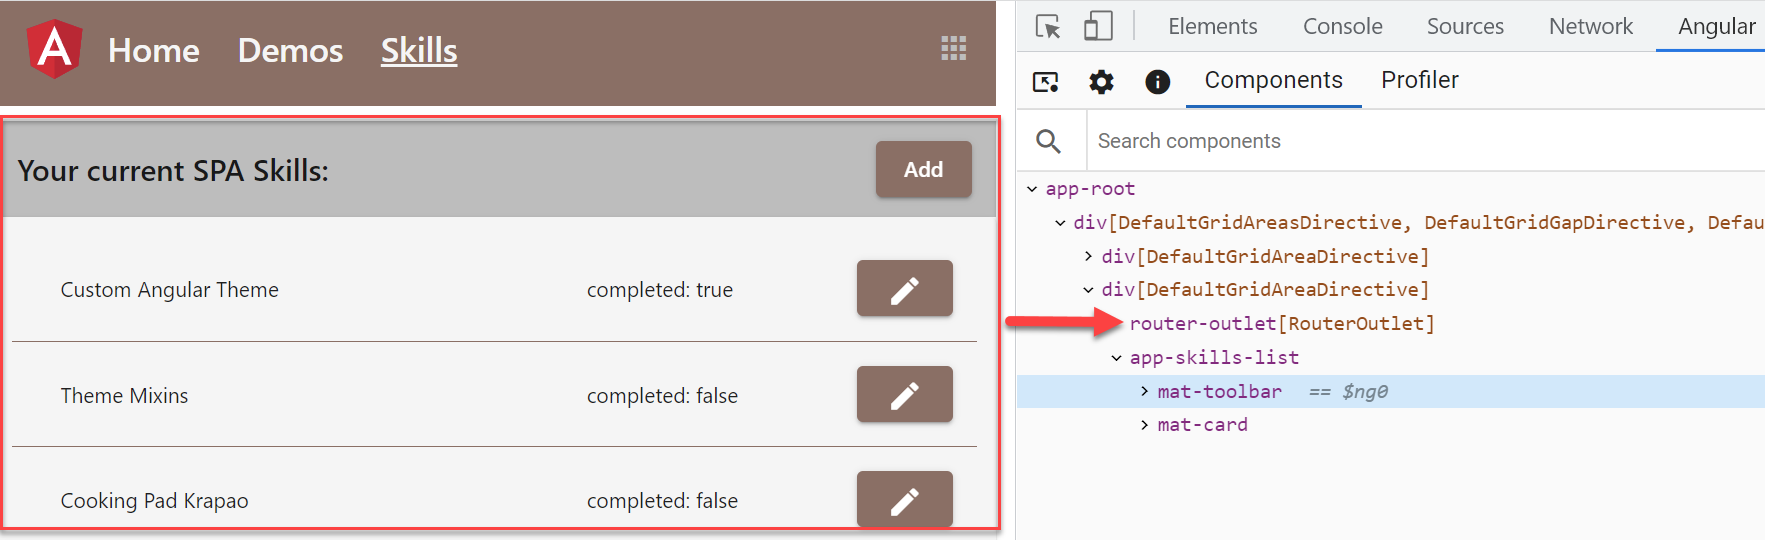 A Home Demos Skills
Your current SPA Skills:
Add
Custom Angular Theme completed: true
Theme Mixins completed: false
Cooking Pad Krapao completed: false
Elements Console Sources Network Angular
Components Profiler
Search components
app-root
div[DefaultGridAreasDirective, DefaultGridGapDirective, Defau
div[DefaultGridAreaDirective]
div[DefaultGridAreaDirective]
router-outlet[RouterOutlet]
app-skills-list
mat-toolbar == $ng0
mat-card